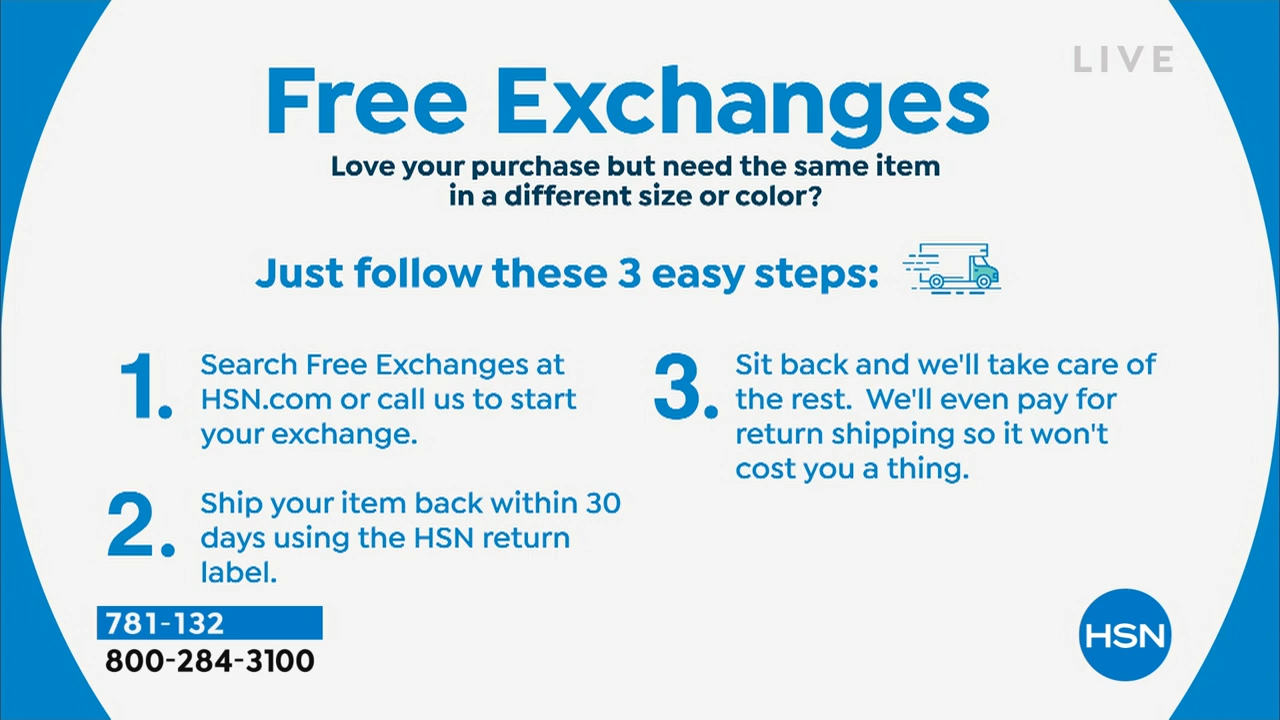 LIVE
Free Exchanges
Love your purchase but need the same item
in a different size or color?
Just follow these 3 easy steps:
1. Search Free Exchanges at
HSN.com or call us to start
your exchange.
2. Ship your item back within 30
days using the HSN return
label.
3. Sit back and we'll take care of
the rest. We'll even pay for
return shipping so it won't
cost you a thing.
781-132
800-284-3100
HSN